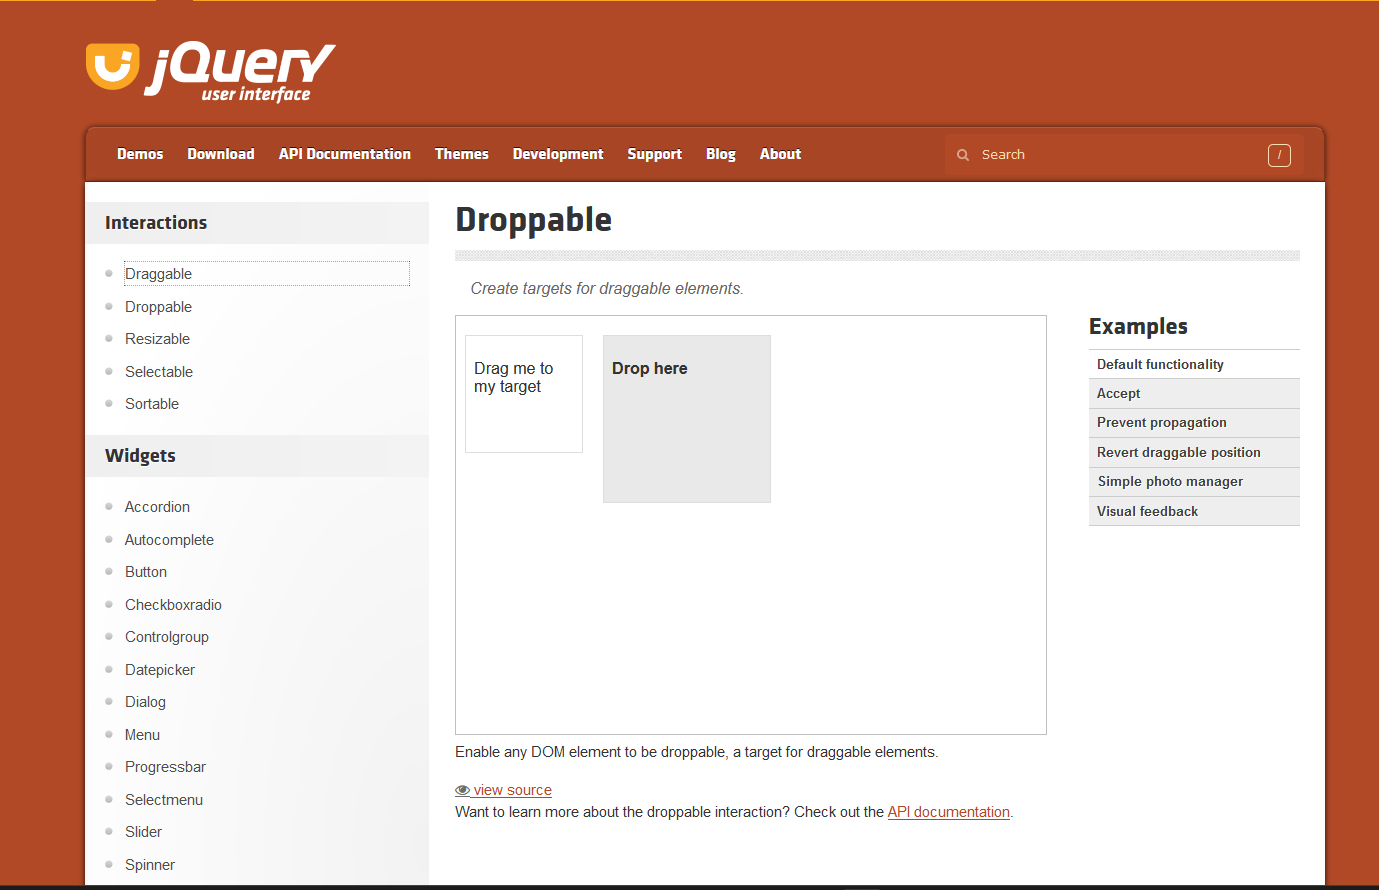 jQuery
user interface
Demos Download API Documentation Themes Development Support Blog About Search /
Interactions
Draggable
Droppable
Resizable
Selectable
Sortable
Widgets
Accordion
Autocomplete
Button
Checkboxradio
Controlgroup
Datepicker
Dialog
Menu
Progressbar
Selectmenu
Slider
Spinner
Droppable
Create targets for draggable elements.
Drag me to
my target
Drop here
Enable any DOM element to be droppable, a target for draggable elements.
view source
Want to learn more about the droppable interaction? Check out the API documentation.
Examples
Default functionality
Accept
Prevent propagation
Revert draggable position
Simple photo manager
Visual feedback